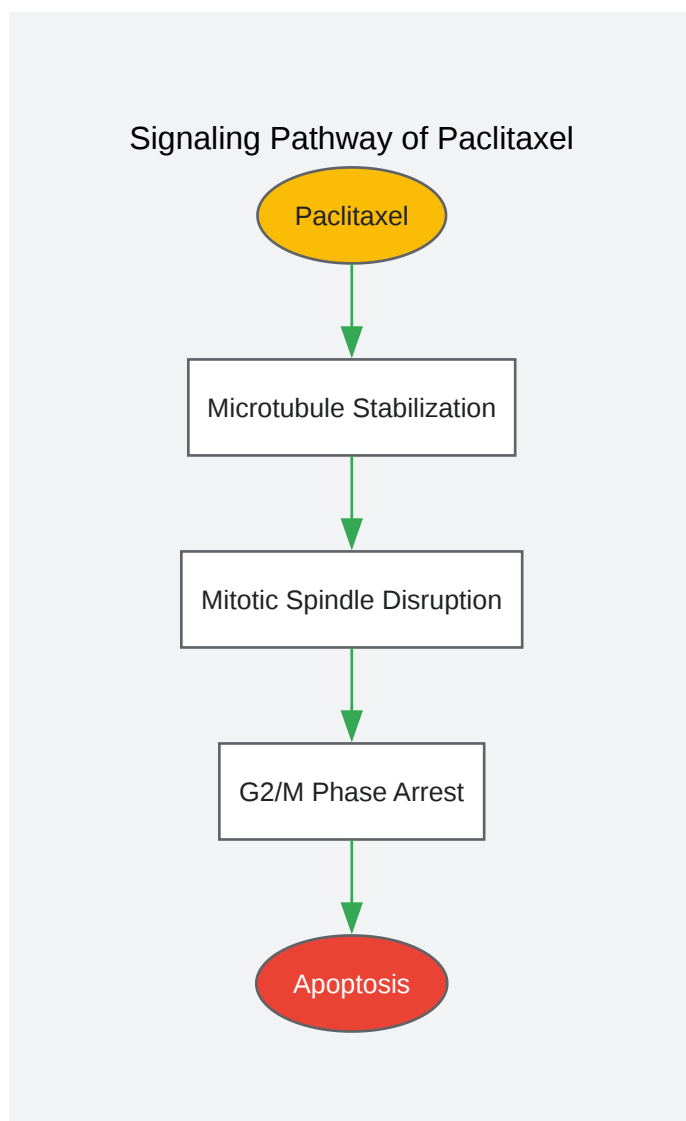 Signaling Pathway of Paclitaxel
Paclitaxel
Microtubule Stabilization
Mitotic Spindle Disruption
G2/M Phase Arrest
Apoptosis